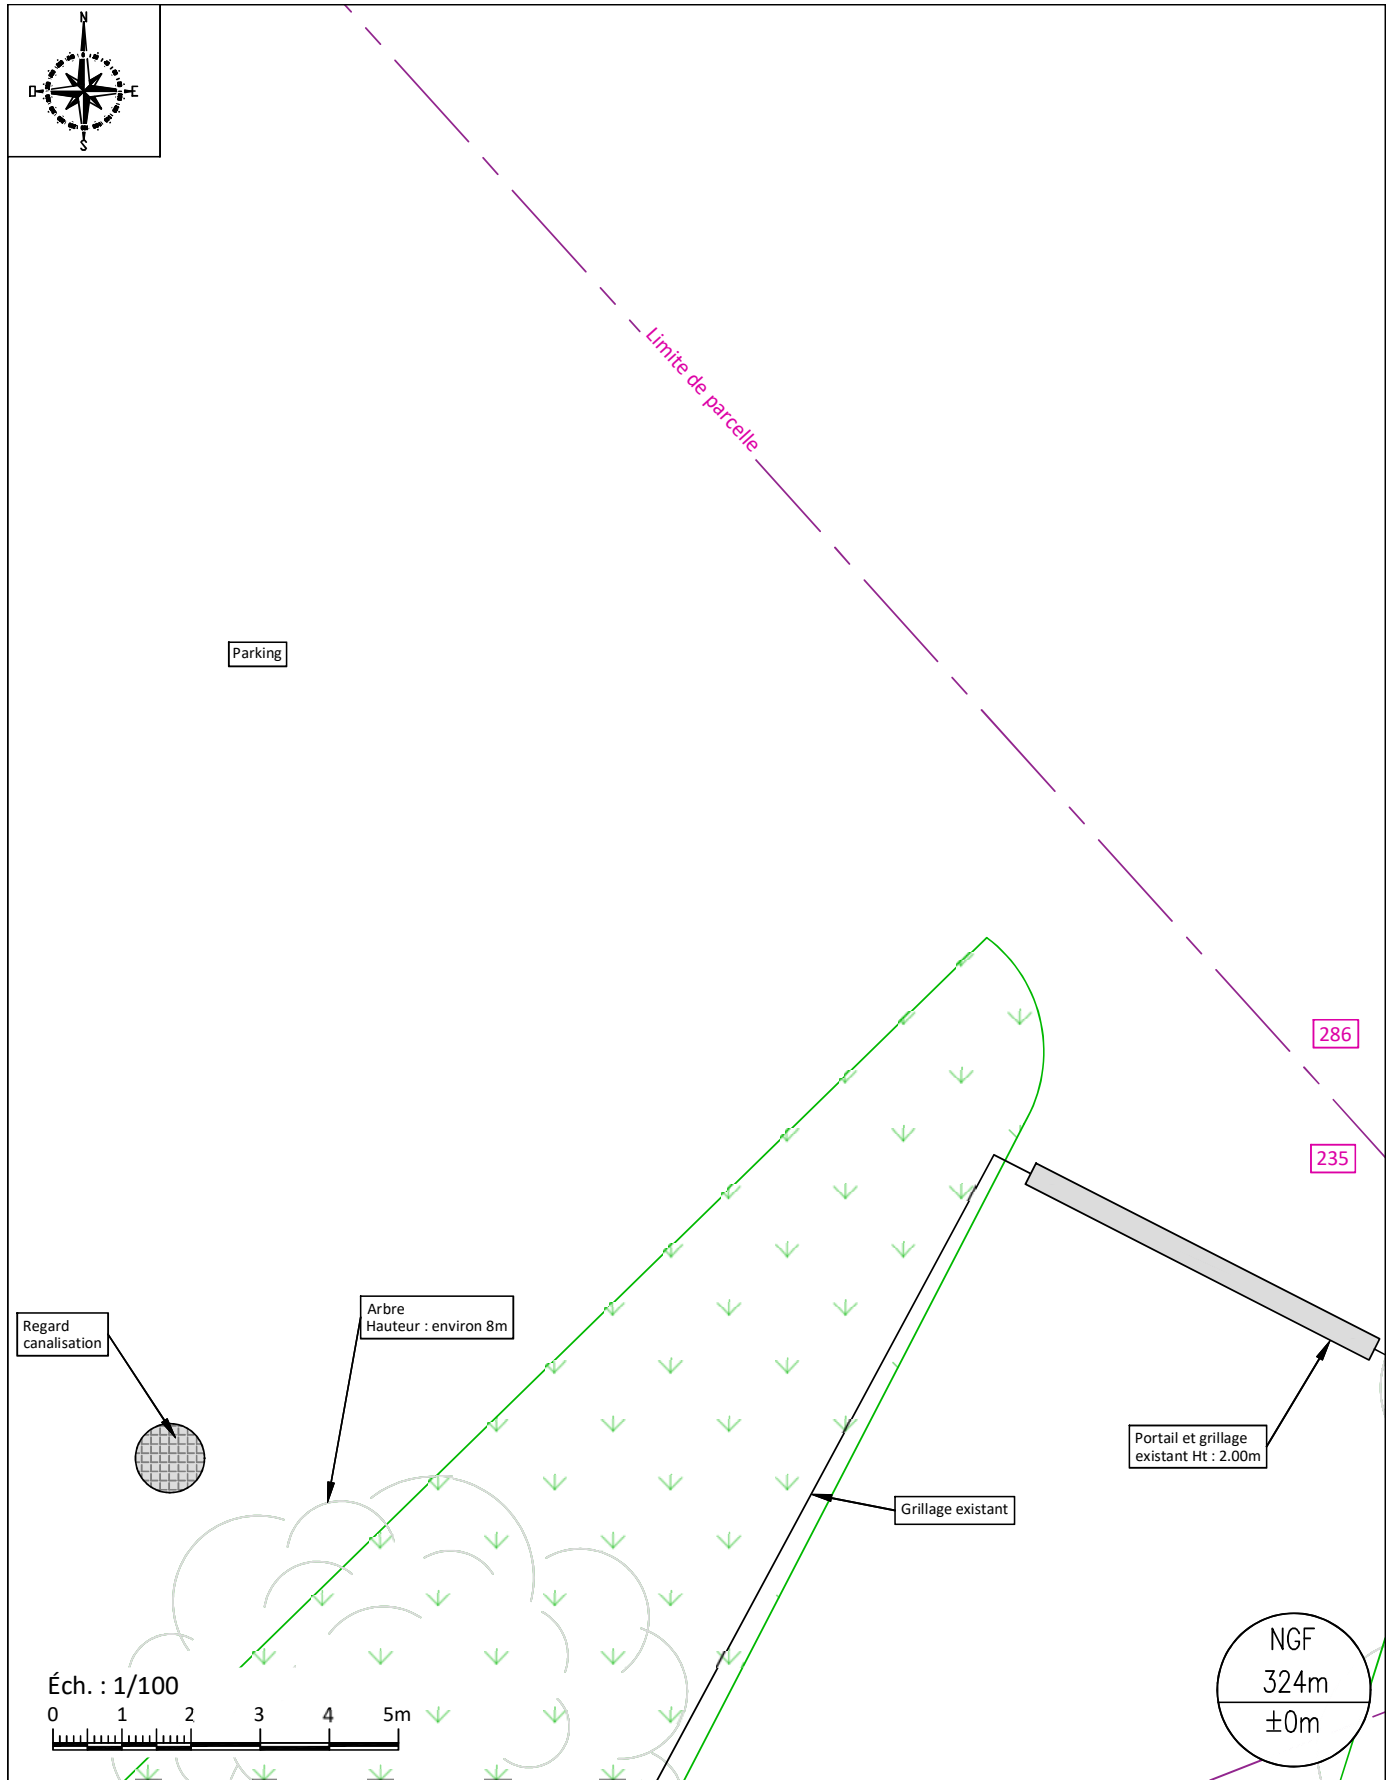 N
O
E
S
Limite de parcelle
Parking
286
235
Regard
canalisation
Arbre
Hauteur : environ 8m
Portail et grillage
existant Ht : 2.00m
Grillage existant
NGF
324m
±0m
Éch. : 1/100
0 1 2 3 4 5m